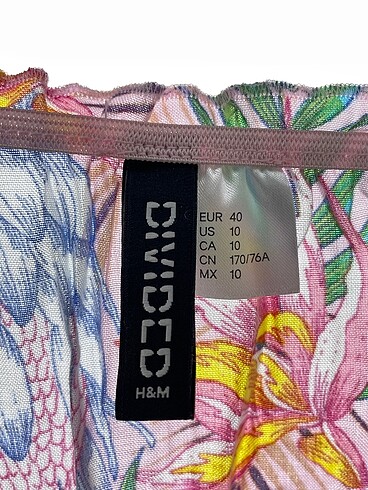 DIVIDED
H&M
EUR 40
US 10
CA 10
CN 170/76A
MX 10